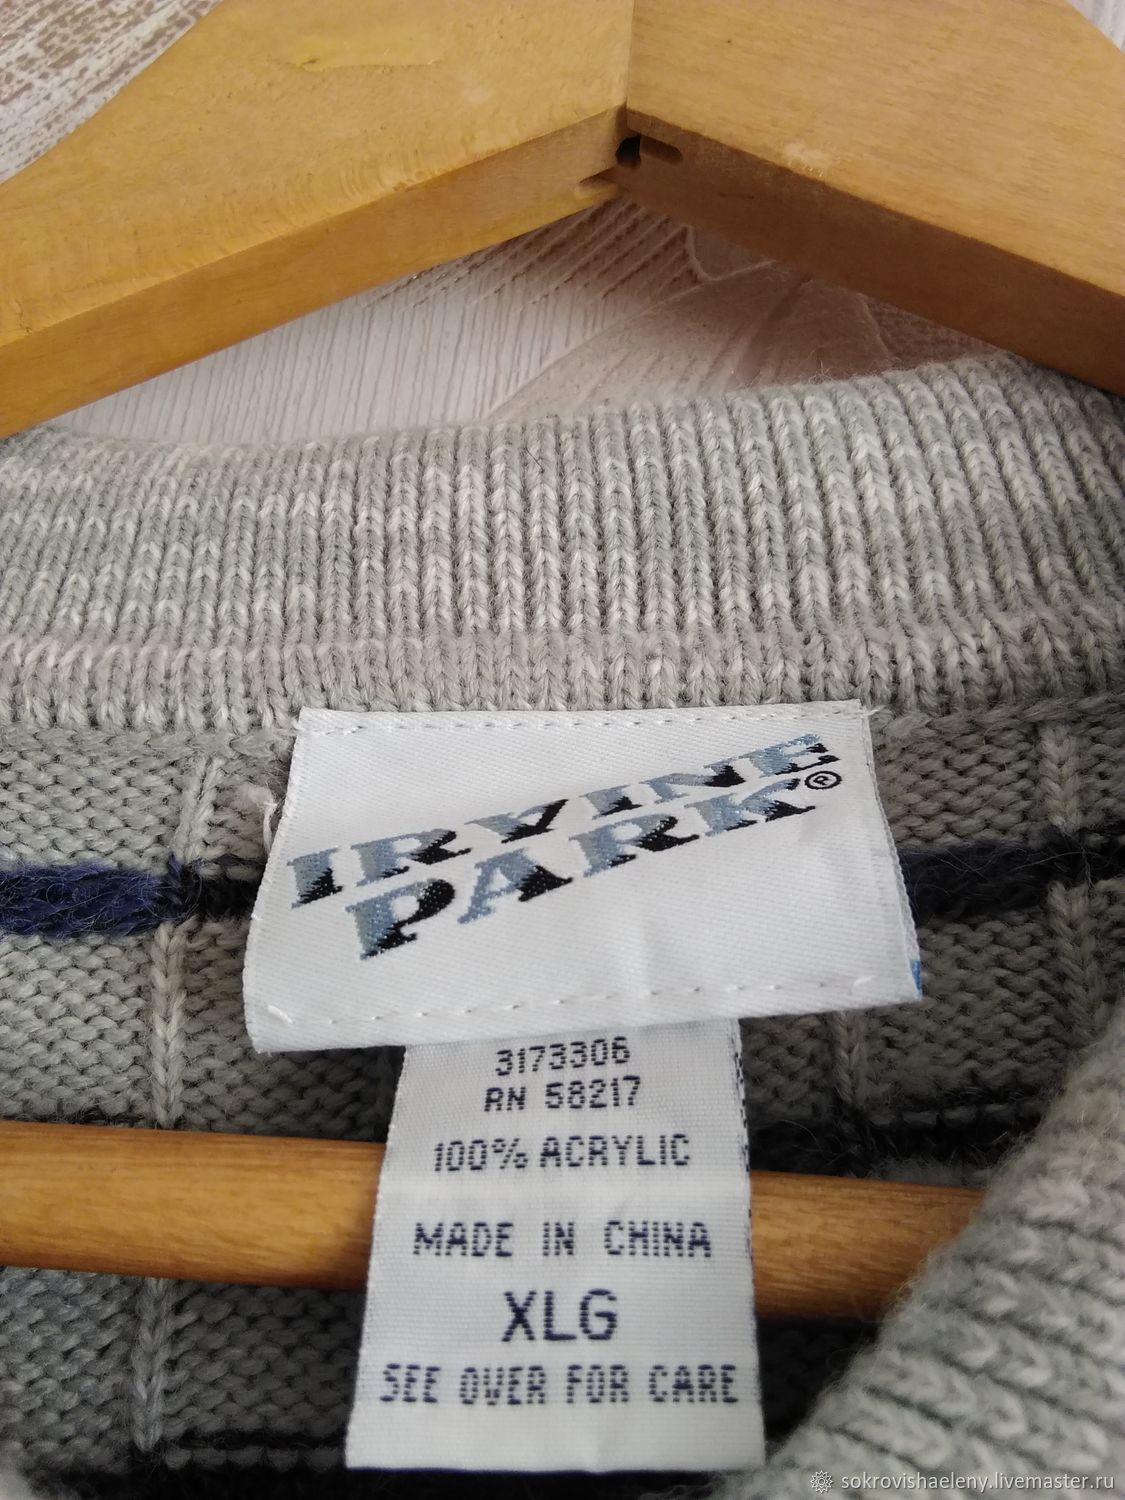 IRVINE
PARK®
3173306
RN 58217
100% ACRYLIC
MADE IN CHINA
XLG
SEE OVER FOR CARE
sokrovishaeleny.livemaster.ru